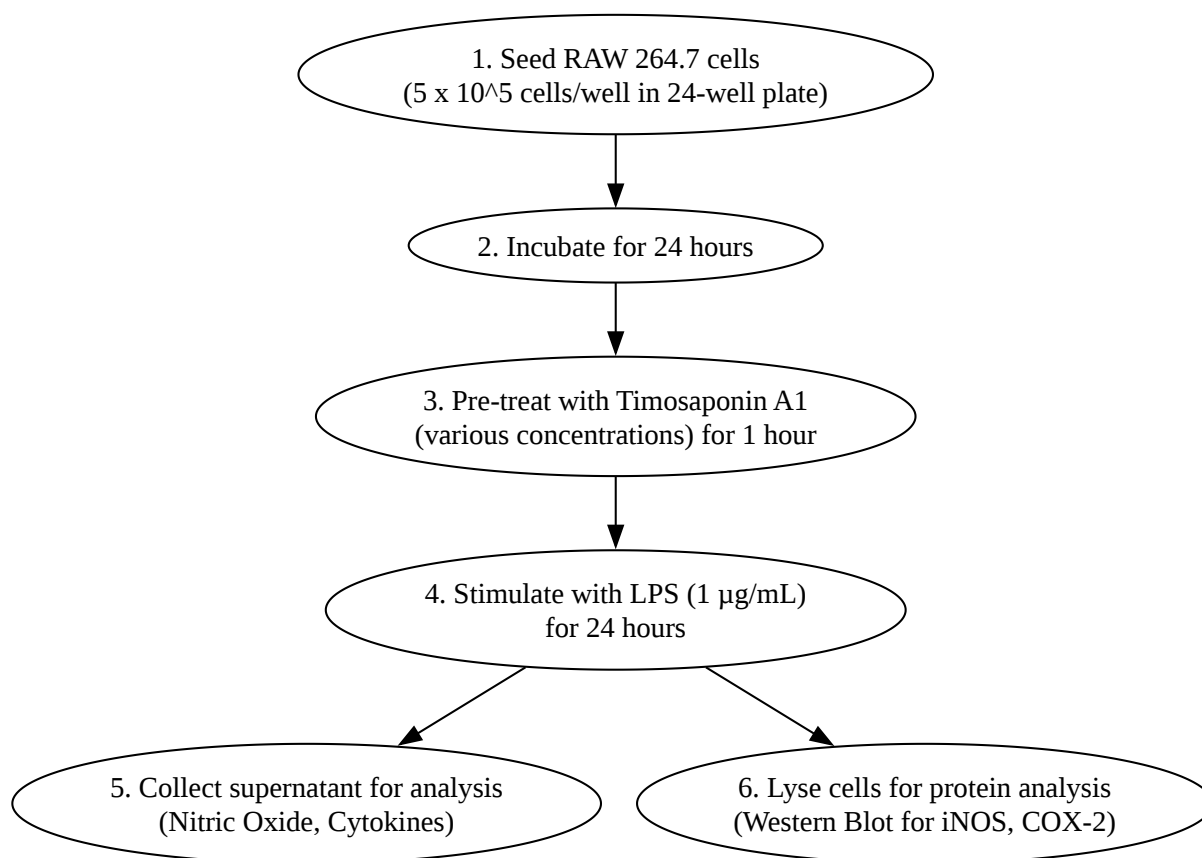 1. Seed RAW 264.7 cells
(5 x 10^5 cells/well in 24-well plate)
2. Incubate for 24 hours
3. Pre-treat with Timosaponin A1
(various concentrations) for 1 hour
4. Stimulate with LPS (1 µg/mL)
for 24 hours
5. Collect supernatant for analysis
(Nitric Oxide, Cytokines)
6. Lyse cells for protein analysis
(Western Blot for iNOS, COX-2)